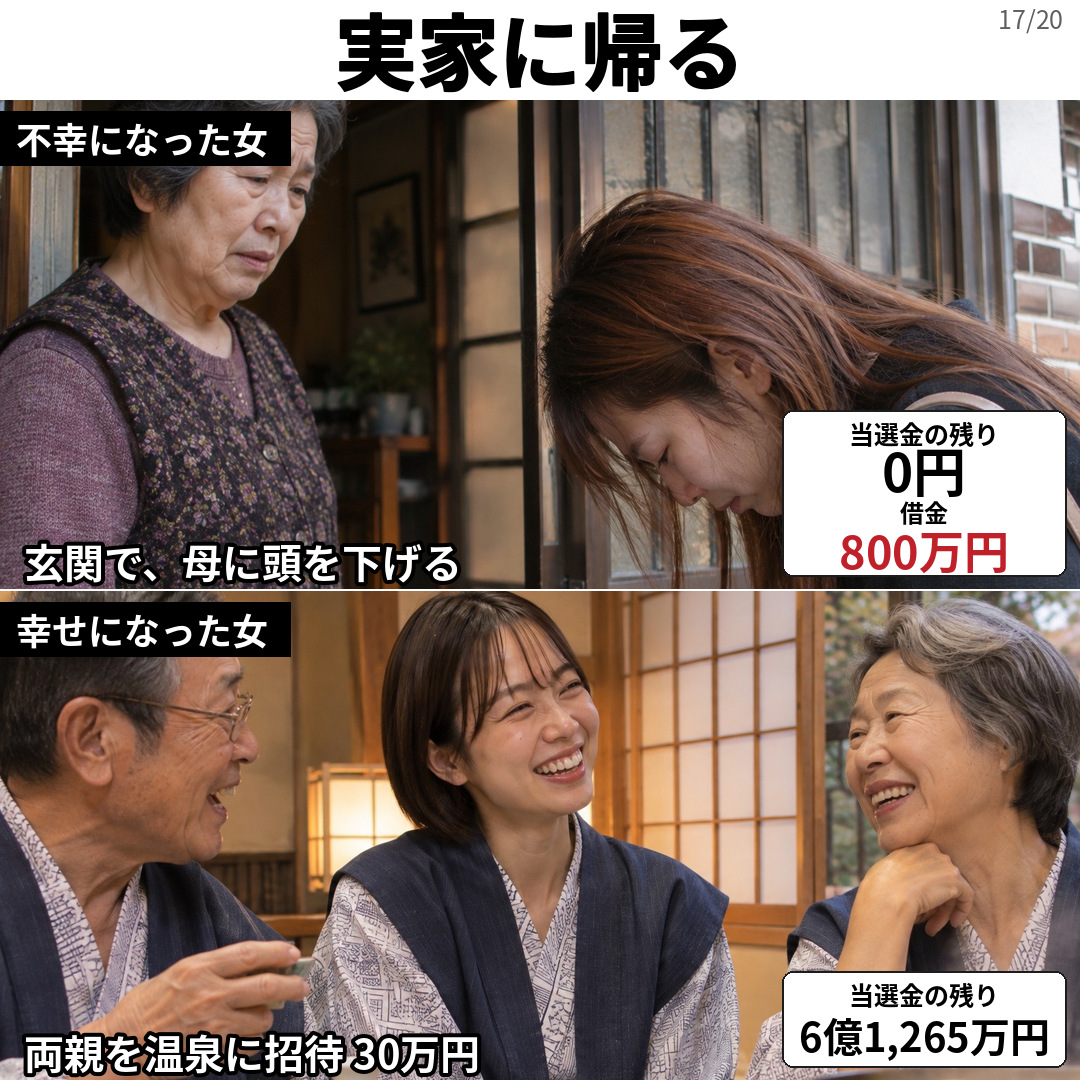 実家に帰る
17/20
不幸になった女
当選金の残り
0円
借金
800万円
玄関で、母に頭を下げる
幸せになった女
当選金の残り
6億1,265万円
両親を温泉に招待 30万円